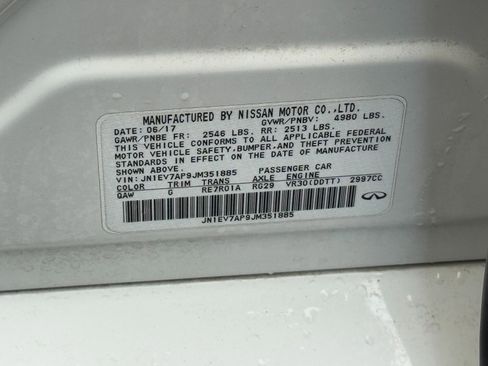 MANUFACTURED BY NISSAN MOTOR CO.,LTD.
DATE: 06/17 GVWR/PNBV: 4980 LBS.
GAWR/PNBE FR: 2546 LBS. RR: 2513 LBS.
THIS VEHICLE CONFORMS TO ALL APPLICABLE FEDERAL
MOTOR VEHICLE SAFETY,BUMPER,AND THEFT PREVENTION
STANDARDS IN EFFECT ON THE DATE OF MANUFACTURE
SHOWN ABOVE.
VIN: JN1EV7AP9JM351885 PASSENGER CAR
COLOR TRIM TRANS AXLE ENGINE
QAW G RE7R01A RG29 VR30(DDTT) 2997CC
JN1EV7AP9JM351885